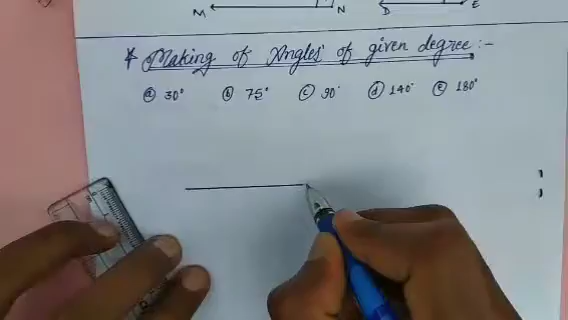 M N D E
* Making of Angles of given degree:-
ⓐ 30° ⓑ 75° ⓒ 90° ⓓ 140° ⓔ 180°